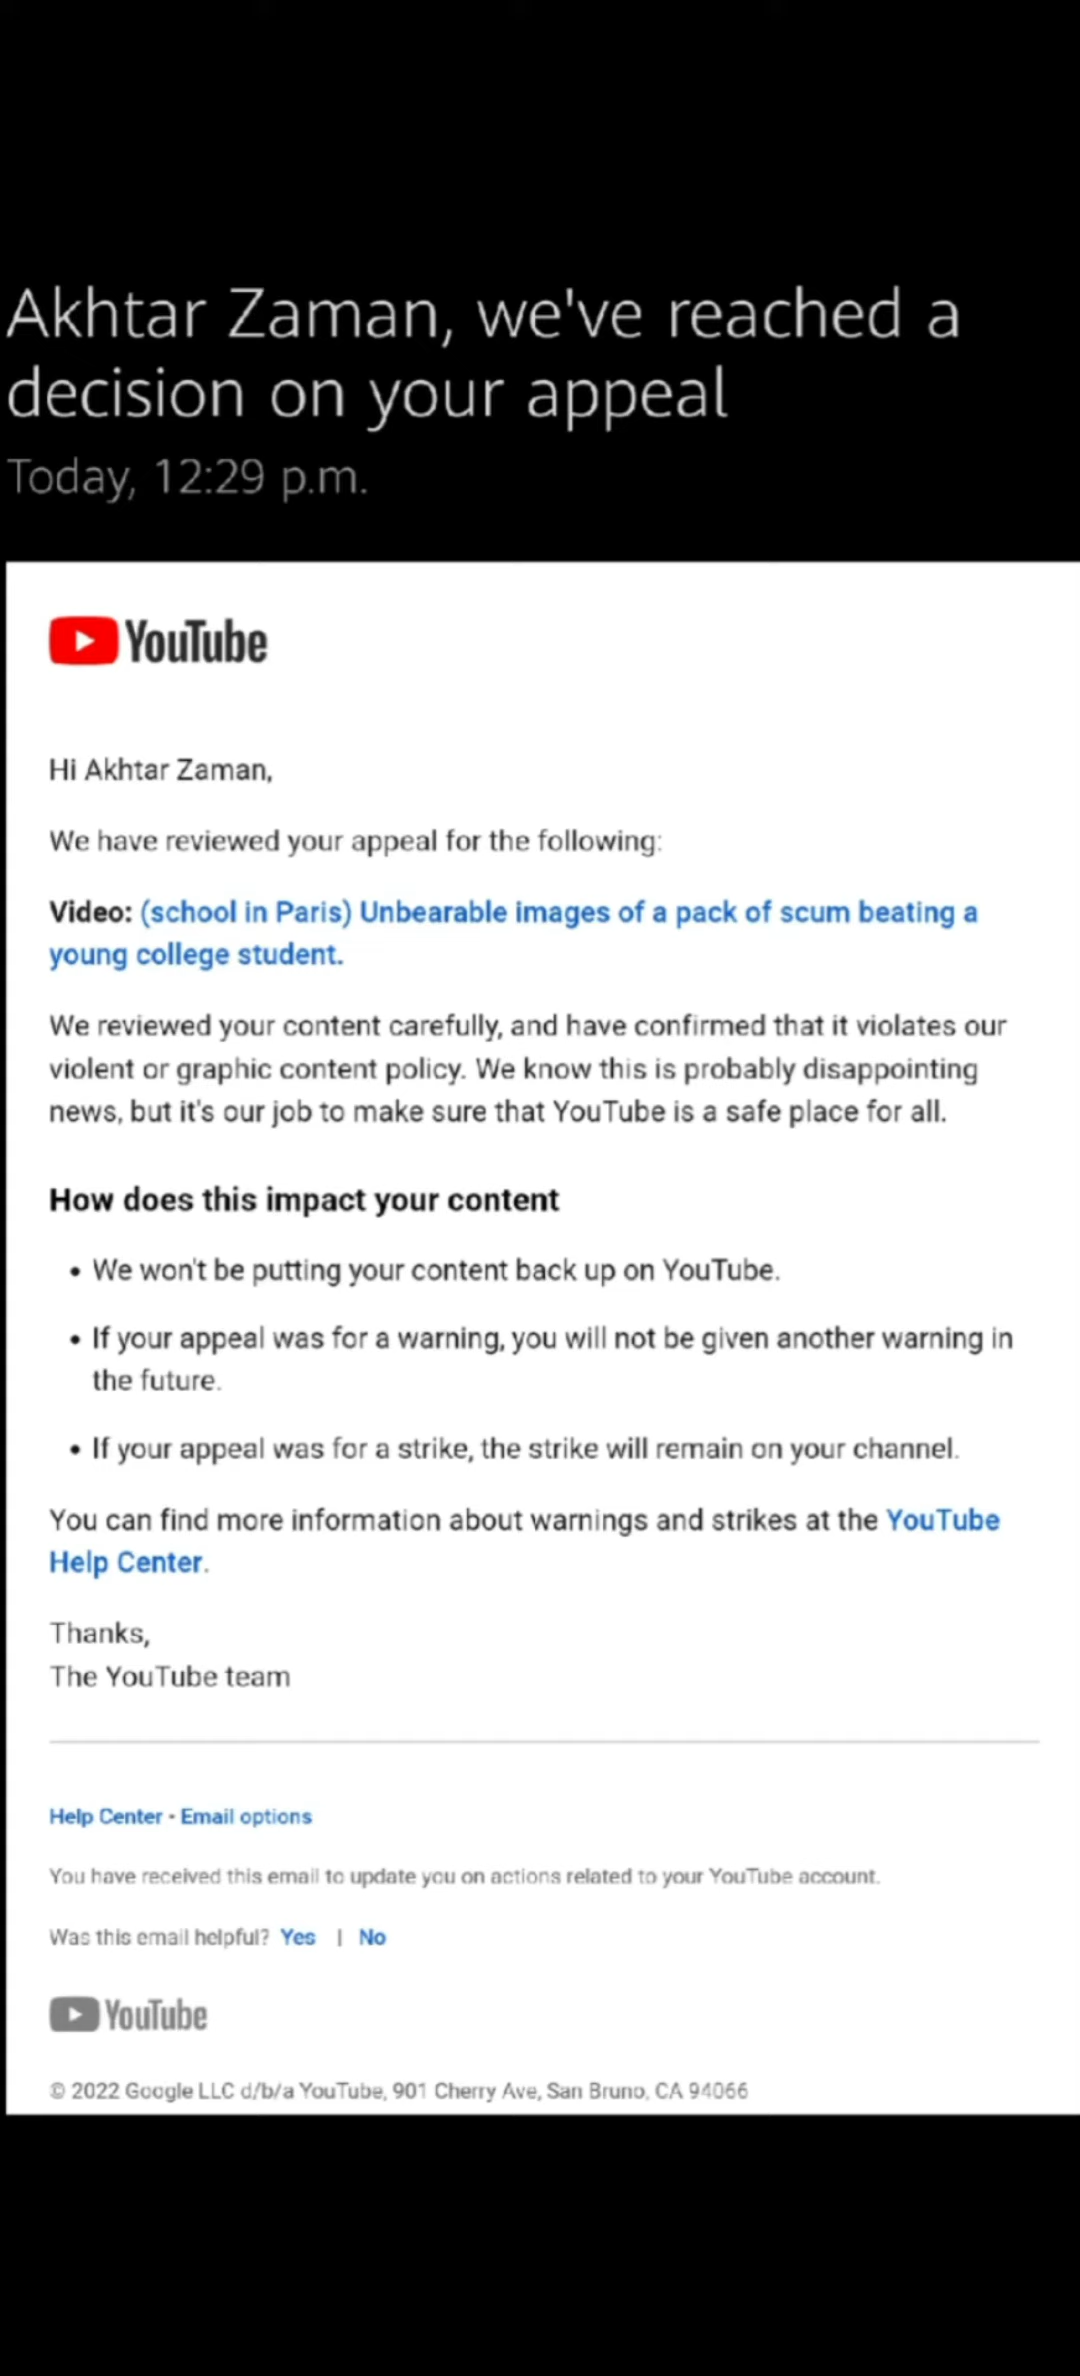 Akhtar Zaman, we've reached a
decision on your appeal
Today, 12:29 p.m.
YouTube
Hi Akhtar Zaman,
We have reviewed your appeal for the following:
Video: (school in Paris) Unbearable images of a pack of scum beating a
young college student.
We reviewed your content carefully, and have confirmed that it violates our
violent or graphic content policy. We know this is probably disappointing
news, but it's our job to make sure that YouTube is a safe place for all.
How does this impact your content
• We won't be putting your content back up on YouTube.
• If your appeal was for a warning, you will not be given another warning in
the future.
• If your appeal was for a strike, the strike will remain on your channel.
You can find more information about warnings and strikes at the YouTube
Help Center.
Thanks,
The YouTube team
Help Center - Email options
You have received this email to update you on actions related to your YouTube account.
Was this email helpful? Yes | No
YouTube
© 2022 Google LLC d/b/a YouTube, 901 Cherry Ave, San Bruno, CA 94066